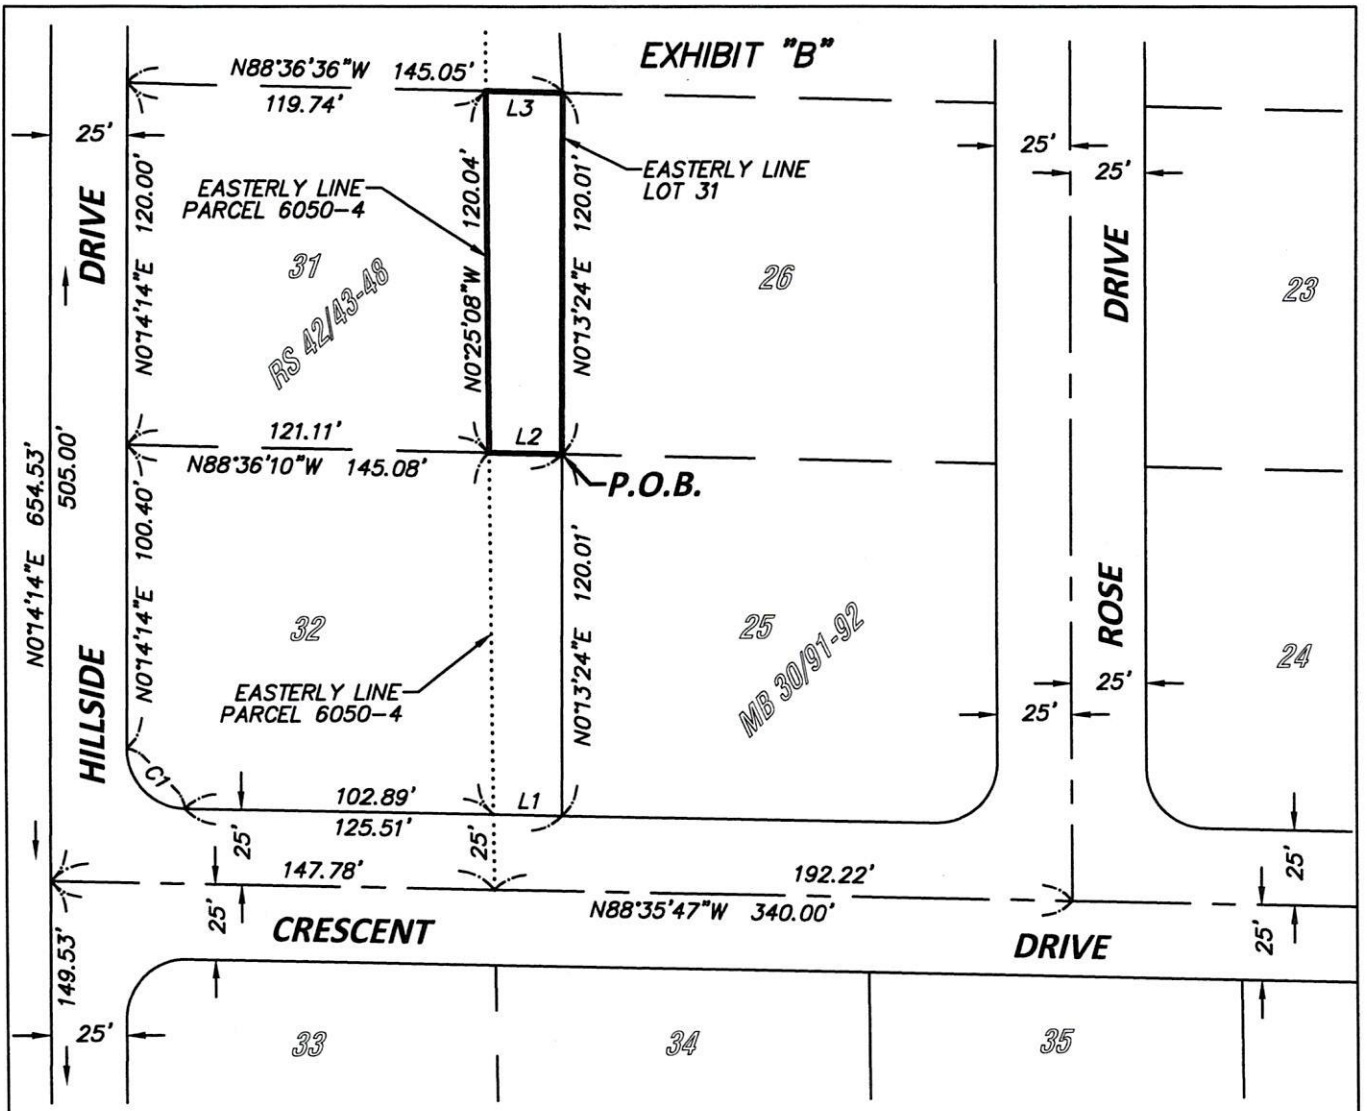 EXHIBIT "B"
N88°36'36"W 145.05'
119.74'
L3
25'
25'
25'
EASTERLY LINE
PARCEL 6050-4
EASTERLY LINE
LOT 31
N0°14'14"E 120.00'
DRIVE
N0°25'08"W 120.04'
N0°13'24"E 120.01'
31
RS 42/43-48
26
DRIVE
23
121.11'
L2
N88°36'10"W 145.08'
P.O.B.
N0°14'14"E 654.53'
505.00'
N0°14'14"E 100.40'
N0°13'24"E 120.01'
32
25
MB 30/91-92
ROSE
24
EASTERLY LINE
PARCEL 6050-4
HILLSIDE
25'
25'
C1
102.89'
L1
125.51'
25'
25'
25'
147.78'
192.22'
N88°35'47"W 340.00'
25'
25'
CRESCENT
DRIVE
149.53'
25'
33
34
35